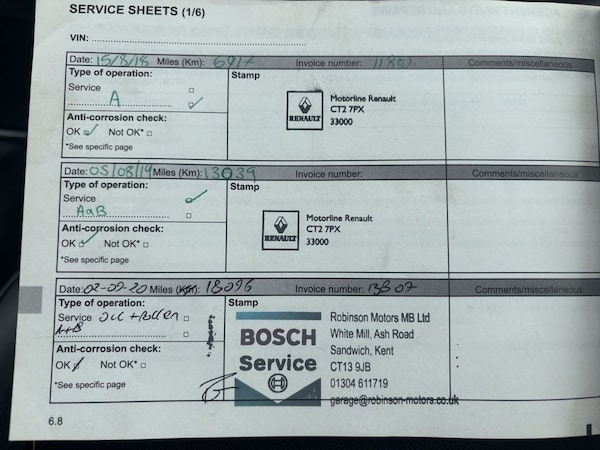 SERVICE SHEETS (1/6)
VIN:
Date: 15/8/18 Miles (Km): 6917 Invoice number: Comments/miscellaneous
Type of operation:
Service
A
Anti-corrosion check:
OK Not OK*
*See specific page
Stamp
RENAULT
Motorline Renault
CT2 7PX
33000
Date: 05/08/19 Miles (Km): 13039 Invoice number: Comments/miscellaneous
Type of operation:
Service
A&B
Anti-corrosion check:
OK Not OK*
*See specific page
Stamp
RENAULT
Motorline Renault
CT2 7PX
33000
Date: 02-09-20 Miles (Km): 18096 Invoice number: 13807 Comments/miscellaneous
Type of operation:
Service
A+B
Anti-corrosion check:
OK Not OK*
*See specific page
Stamp
BOSCH
Service
Robinson Motors MB Ltd
White Mill, Ash Road
Sandwich, Kent
CT13 9JB
01304 611719
garage@robinson-motors.co.uk
6.8